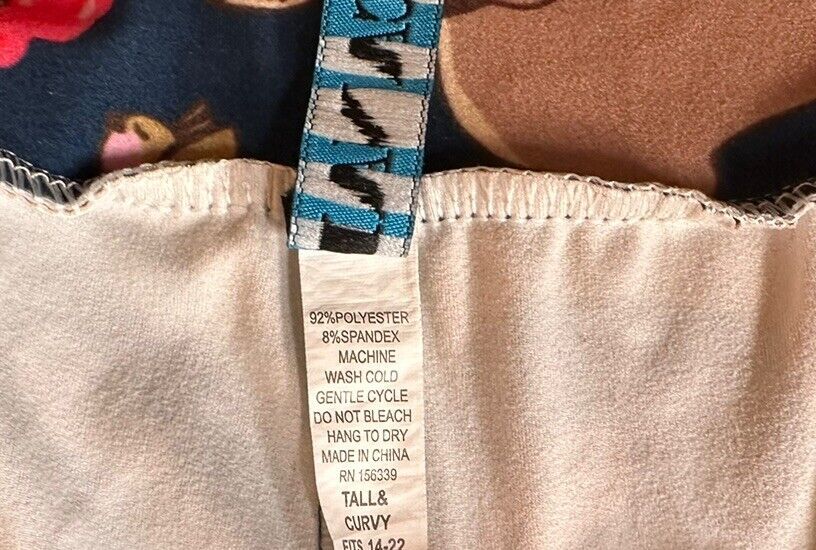 92%POLYESTER
8%SPANDEX
MACHINE
WASH COLD
GENTLE CYCLE
DO NOT BLEACH
HANG TO DRY
MADE IN CHINA
RN 156339
TALL&
CURVY
FITS 14-22